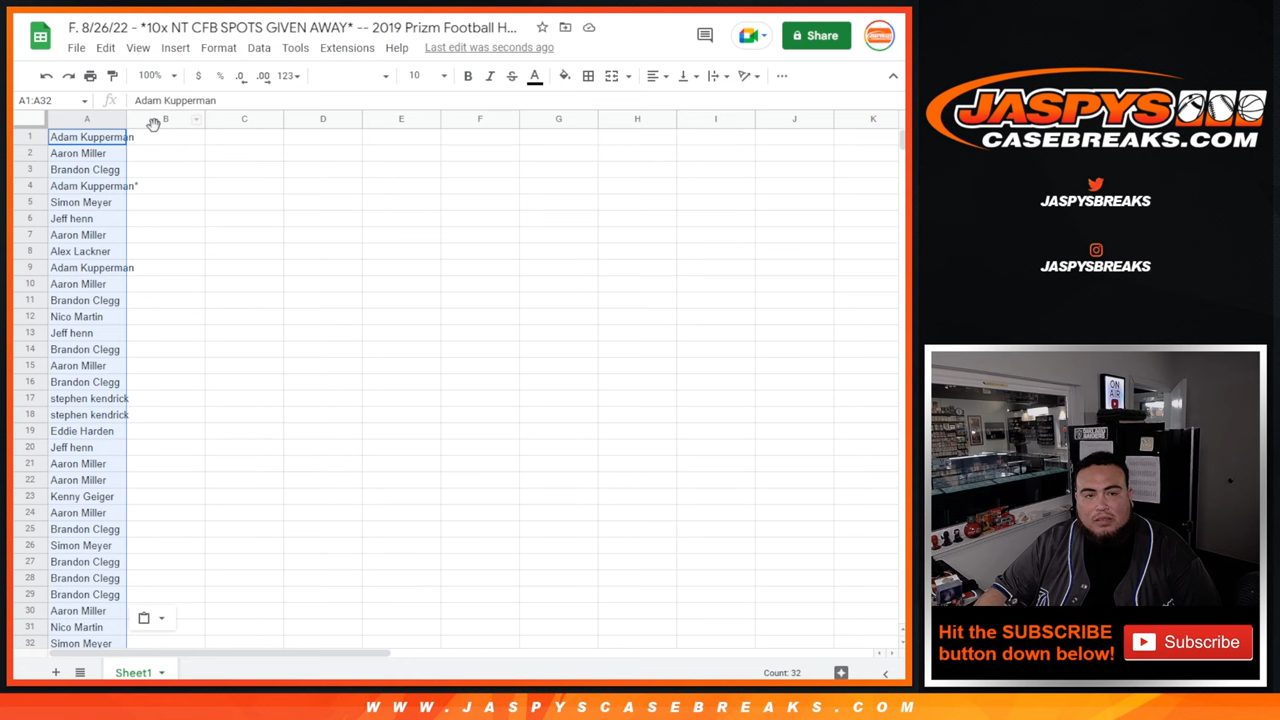 F. 8/26/22 - *10x NT CFB SPOTS GIVEN AWAY* -- 2019 Prizm Football H...
File Edit View Insert Format Data Tools Extensions Help Last edit was seconds ago
Share
100% $ % .0 .00 123 10 B I S A
A1:A32 fx Adam Kupperman
A B C D E F G H I J K
1 Adam Kupperman
2 Aaron Miller
3 Brandon Clegg
4 Adam Kupperman*
5 Simon Meyer
6 Jeff henn
7 Aaron Miller
8 Alex Lackner
9 Adam Kupperman
10 Aaron Miller
11 Brandon Clegg
12 Nico Martin
13 Jeff henn
14 Brandon Clegg
15 Aaron Miller
16 Brandon Clegg
17 stephen kendrick
18 stephen kendrick
19 Eddie Harden
20 Jeff henn
21 Aaron Miller
22 Aaron Miller
23 Kenny Geiger
24 Aaron Miller
25 Brandon Clegg
26 Simon Meyer
27 Brandon Clegg
28 Brandon Clegg
29 Brandon Clegg
30 Aaron Miller
31 Nico Martin
32 Simon Meyer
Sheet1
Count: 32
JASPYS
CASEBREAKS.COM
JASPYSBREAKS
JASPYSBREAKS
ON
AIR
Hit the SUBSCRIBE
button down below!
Subscribe
WWW.JASPYSCASEBREAKS.COM